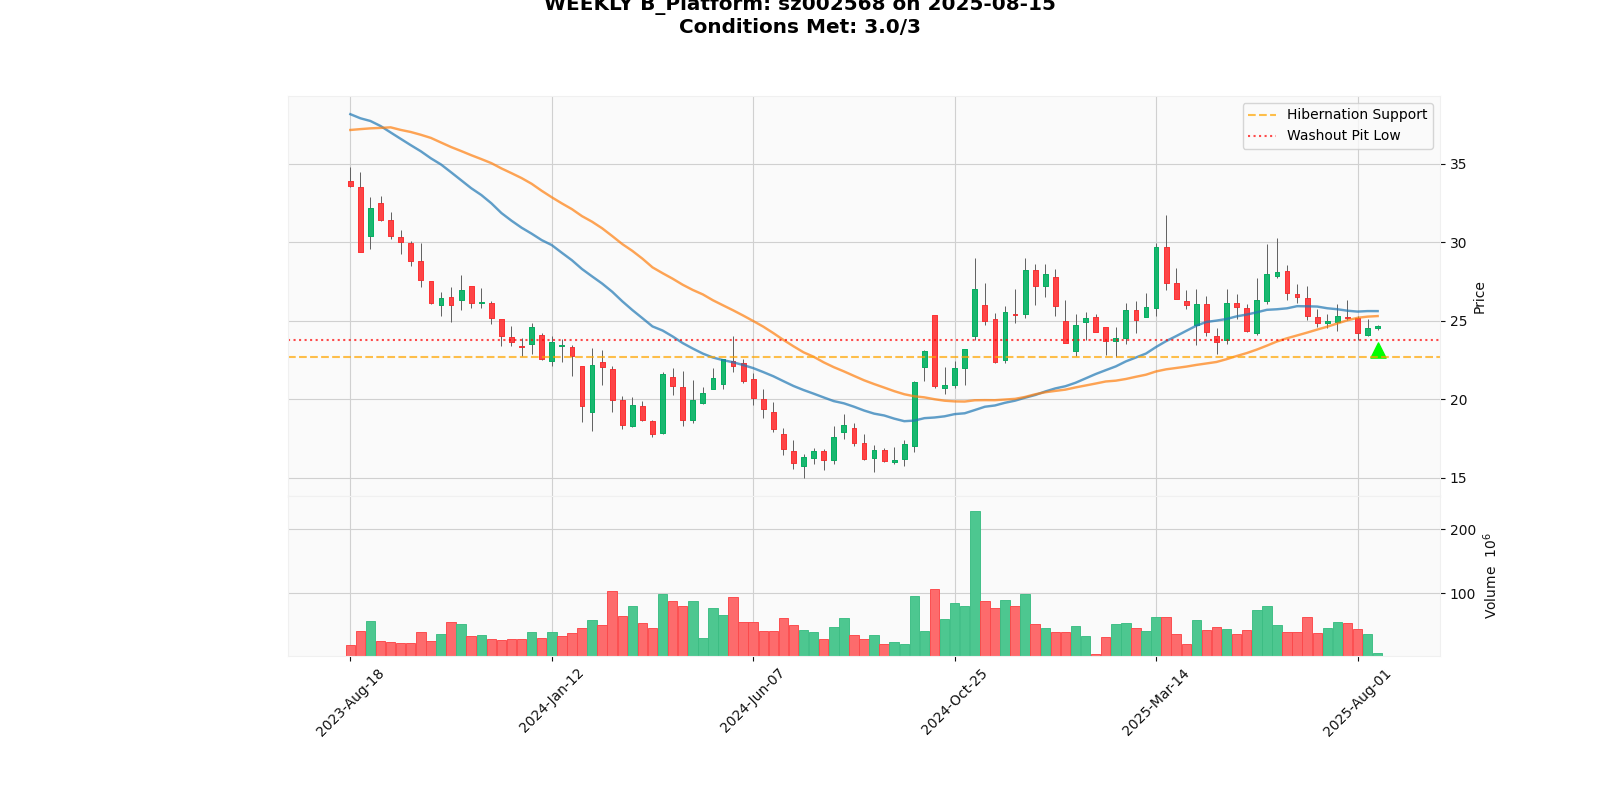 WEEKLY B_Platform: sz002568 on 2025-08-15
Conditions Met: 3.0/3
Hibernation Support
Washout Pit Low
35
30
25
20
15
Price
200
100
Volume 10⁶
2023-Aug-18
2024-Jan-12
2024-Jun-07
2024-Oct-25
2025-Mar-14
2025-Aug-01